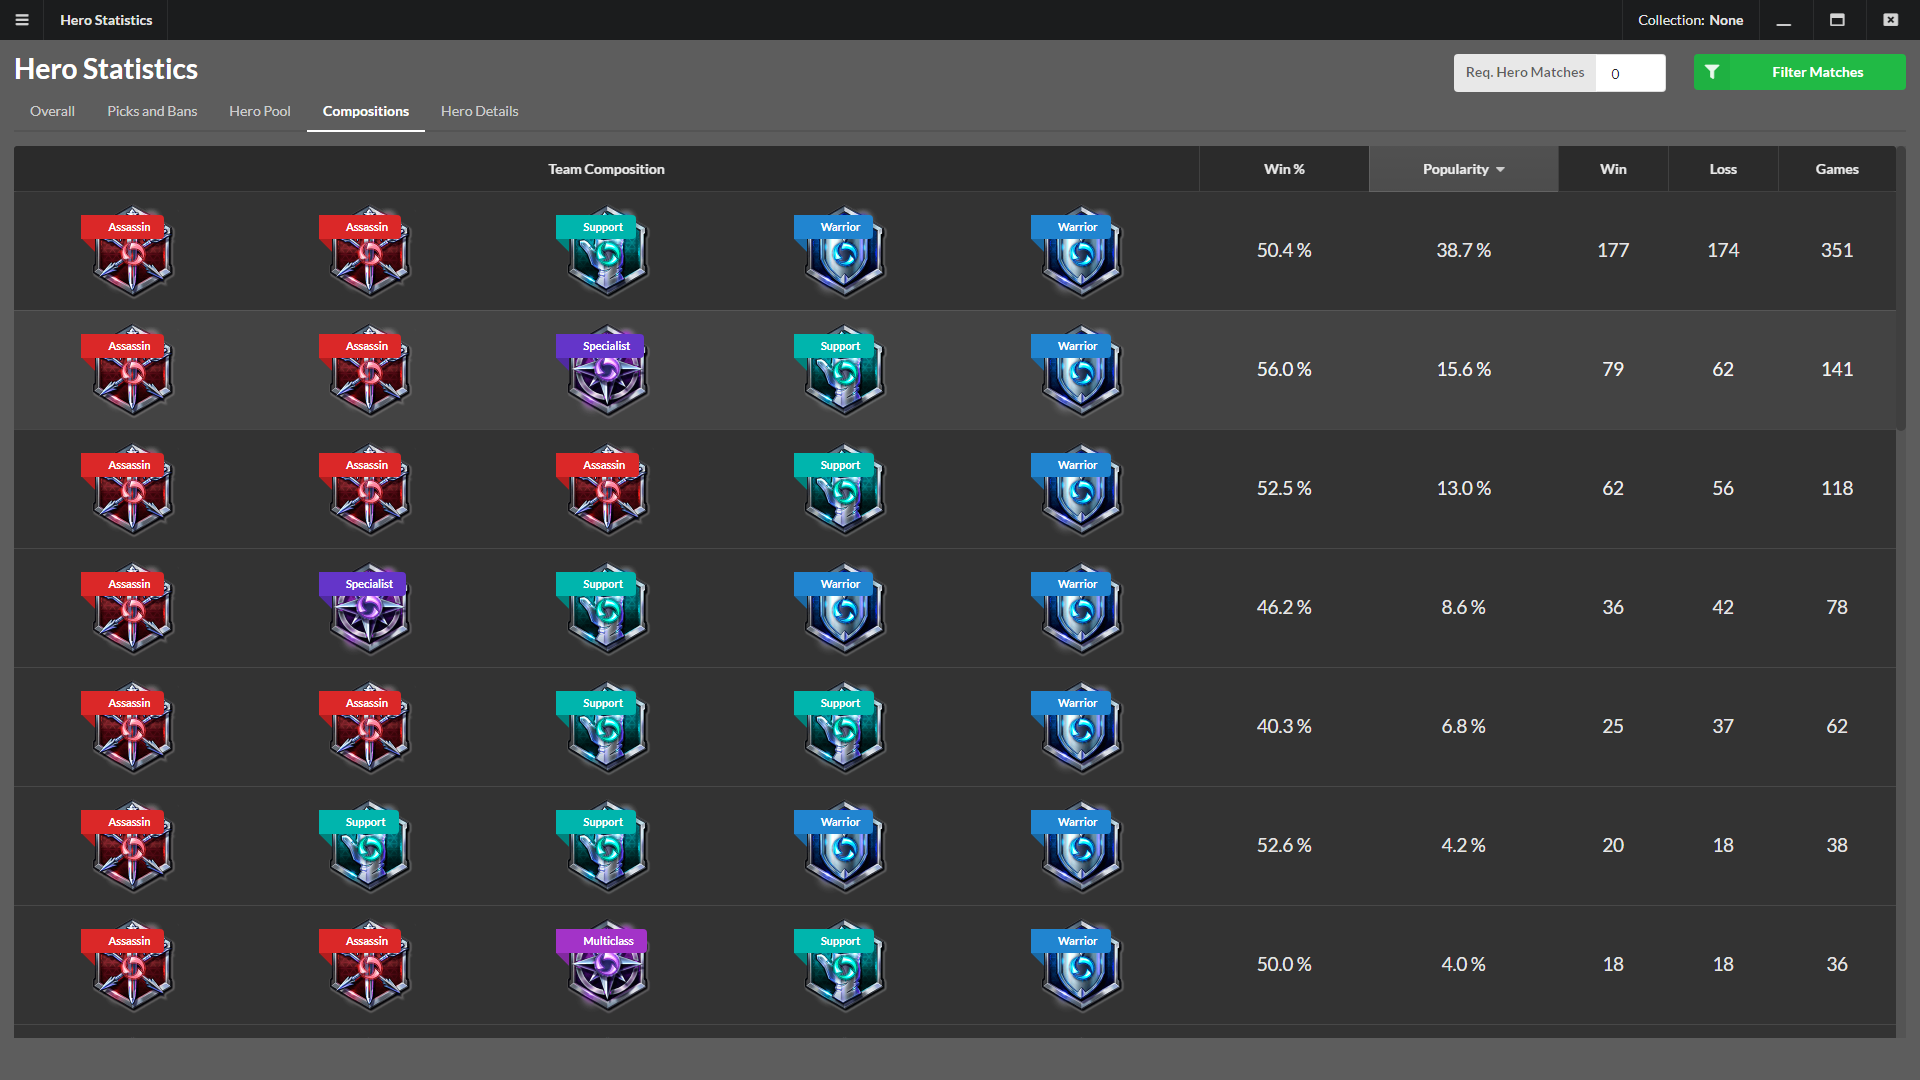 Hero Statistics Collection: None
Hero Statistics Req. Hero Matches 0 Filter Matches
Overall Picks and Bans Hero Pool Compositions Hero Details
Team Composition Win % Popularity Win Loss Games
Assassin Assassin Support Warrior Warrior
50.4 % 38.7 % 177 174 351
Assassin Assassin Specialist Support Warrior
56.0 % 15.6 % 79 62 141
Assassin Assassin Assassin Support Warrior
52.5 % 13.0 % 62 56 118
Assassin Specialist Support Warrior Warrior
46.2 % 8.6 % 36 42 78
Assassin Assassin Support Support Warrior
40.3 % 6.8 % 25 37 62
Assassin Support Support Warrior Warrior
52.6 % 4.2 % 20 18 38
Assassin Assassin Multiclass Support Warrior
50.0 % 4.0 % 18 18 36